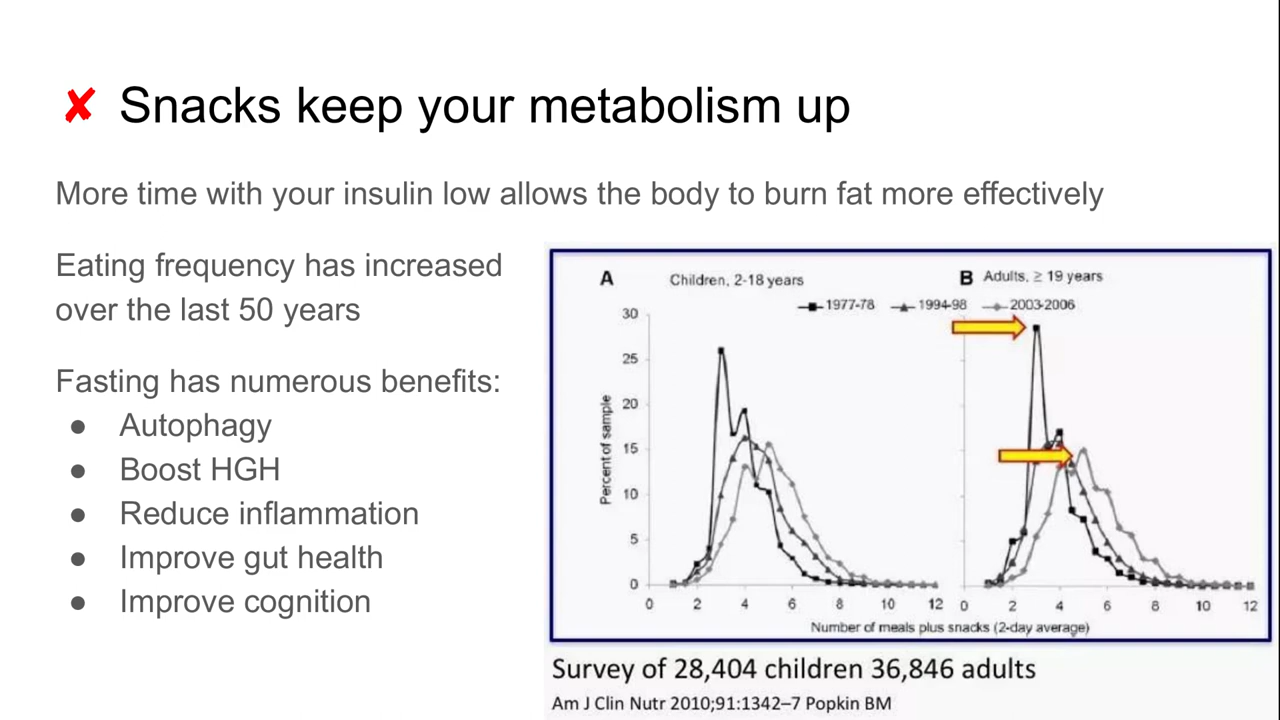 ✘ Snacks keep your metabolism up
More time with your insulin low allows the body to burn fat more effectively
Eating frequency has increased
over the last 50 years
Fasting has numerous benefits:
● Autophagy
● Boost HGH
● Reduce inflammation
● Improve gut health
● Improve cognition
A Children, 2-18 years
B Adults, ≥ 19 years
1977-78 1994-98 2003-2006
Percent of sample
30
25
20
15
10
5
0
0 2 4 6 8 10 12
0 2 4 6 8 10 12
Number of meals plus snacks (2-day average)
Survey of 28,404 children 36,846 adults
Am J Clin Nutr 2010;91:1342–7 Popkin BM